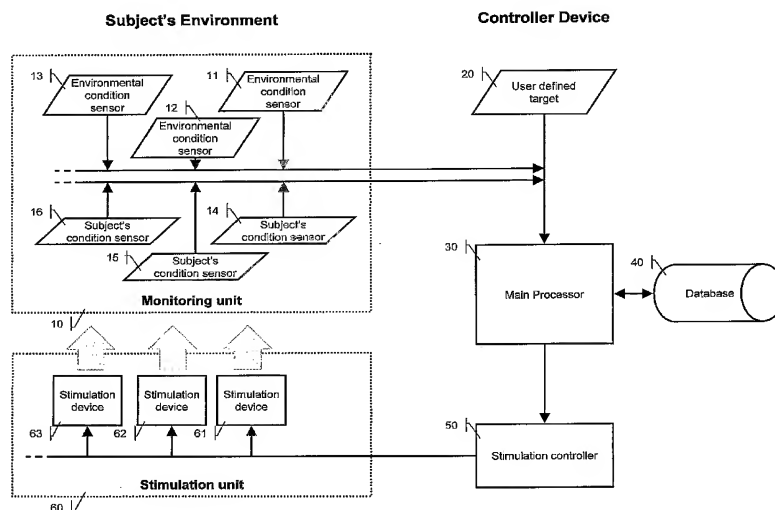 Subject's Environment
Controller Device
13
Environmental
condition
sensor
11
Environmental
condition
sensor
12
Environmental
condition
sensor
20
User defined
target
16
Subject's
condition sensor
14
Subject's
condition sensor
15
Subject's
condition sensor
Monitoring unit
10
30
Main Processor
40
Database
Stimulation
device
Stimulation
device
Stimulation
device
63
62
61
50
Stimulation controller
Stimulation unit
60